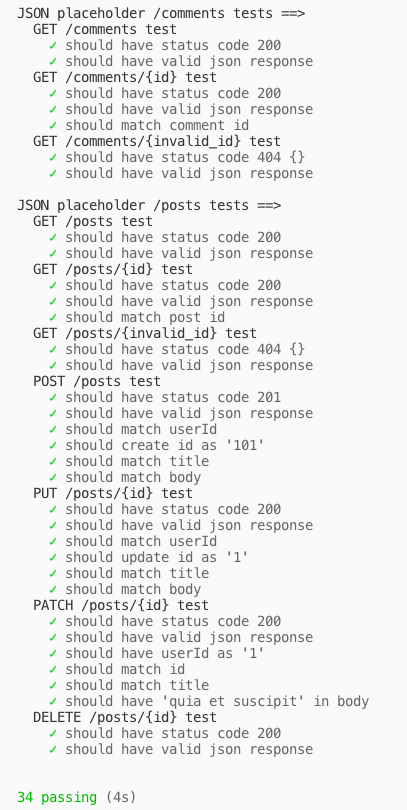 JSON placeholder /comments tests ==>
GET /comments test
✓ should have status code 200
✓ should have valid json response
GET /comments/{id} test
✓ should have status code 200
✓ should have valid json response
✓ should match comment id
GET /comments/{invalid_id} test
✓ should have status code 404 {}
✓ should have valid json response
JSON placeholder /posts tests ==>
GET /posts test
✓ should have status code 200
✓ should have valid json response
GET /posts/{id} test
✓ should have status code 200
✓ should have valid json response
✓ should match post id
GET /posts/{invalid_id} test
✓ should have status code 404 {}
✓ should have valid json response
POST /posts test
✓ should have status code 201
✓ should have valid json response
✓ should match userId
✓ should create id as '101'
✓ should match title
✓ should match body
PUT /posts/{id} test
✓ should have status code 200
✓ should have valid json response
✓ should match userId
✓ should update id as '1'
✓ should match title
✓ should match body
PATCH /posts/{id} test
✓ should have status code 200
✓ should have valid json response
✓ should have userId as '1'
✓ should match id
✓ should match title
✓ should have 'quia et suscipit' in body
DELETE /posts/{id} test
✓ should have status code 200
✓ should have valid json response
34 passing (4s)